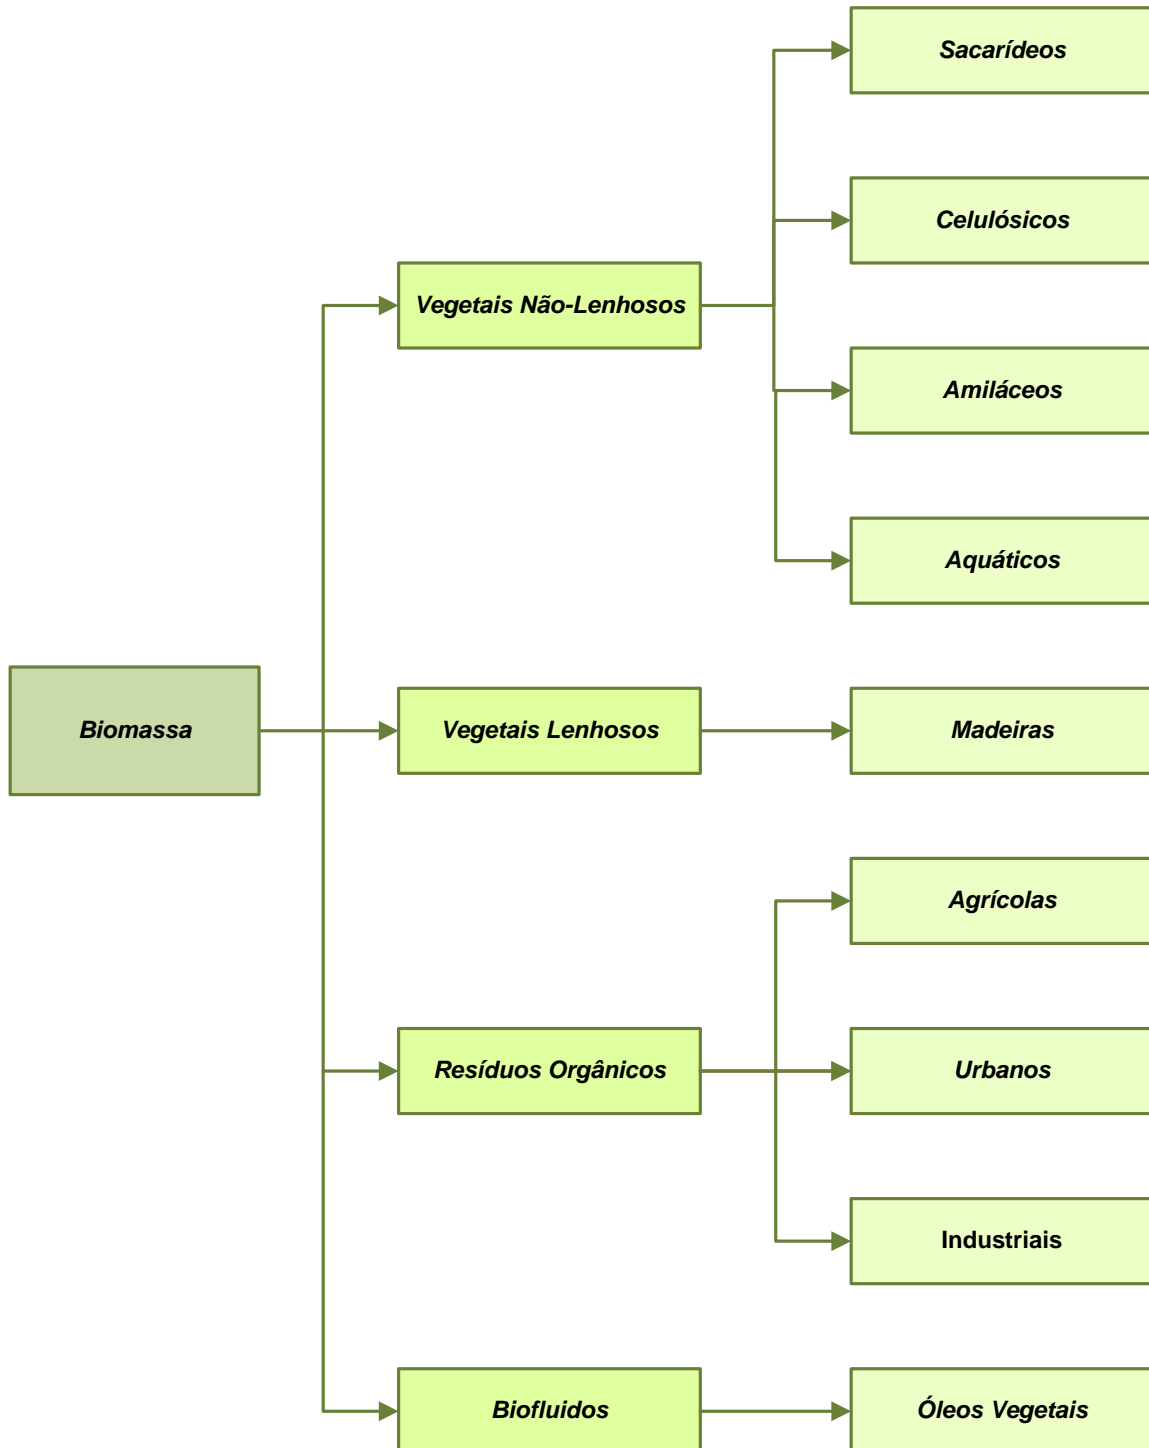 Sacarídeos
Celulósicos
Vegetais Não-Lenhosos
Amiláceos
Aquáticos
Biomassa
Vegetais Lenhosos
Madeiras
Agrícolas
Resíduos Orgânicos
Urbanos
Industriais
Biofluidos
Óleos Vegetais